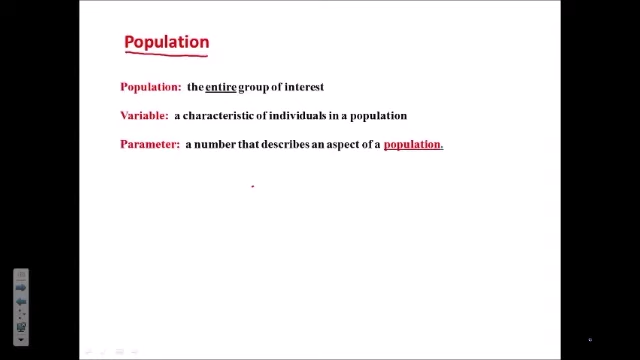 Population
Population: the entire group of interest
Variable: a characteristic of individuals in a population
Parameter: a number that describes an aspect of a population.